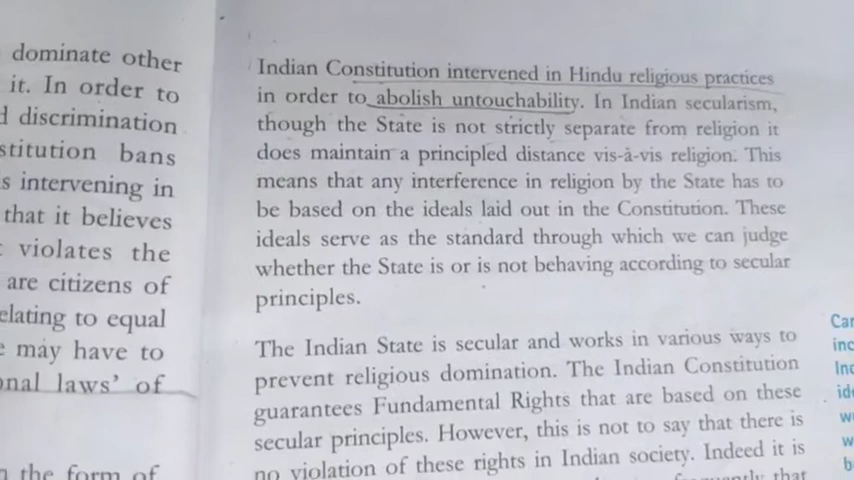 dominate other
it. In order to
discrimination
bans
intervening in
that it believes
violates the
are citizens of
to equal
may have to
laws' of
the form of
Indian Constitution intervened in Hindu religious practices
in order to abolish untouchability. In Indian secularism,
though the State is not strictly separate from religion it
does maintain a principled distance vis-à-vis religion. This
means that any interference in religion by the State has to
be based on the ideals laid out in the Constitution. These
ideals serve as the standard through which we can judge
whether the State is or is not behaving according to secular
principles.
The Indian State is secular and works in various ways to
prevent religious domination. The Indian Constitution
guarantees Fundamental Rights that are based on these
secular principles. However, this is not to say that there is
no violation of these rights in Indian society. Indeed it is
frequently that